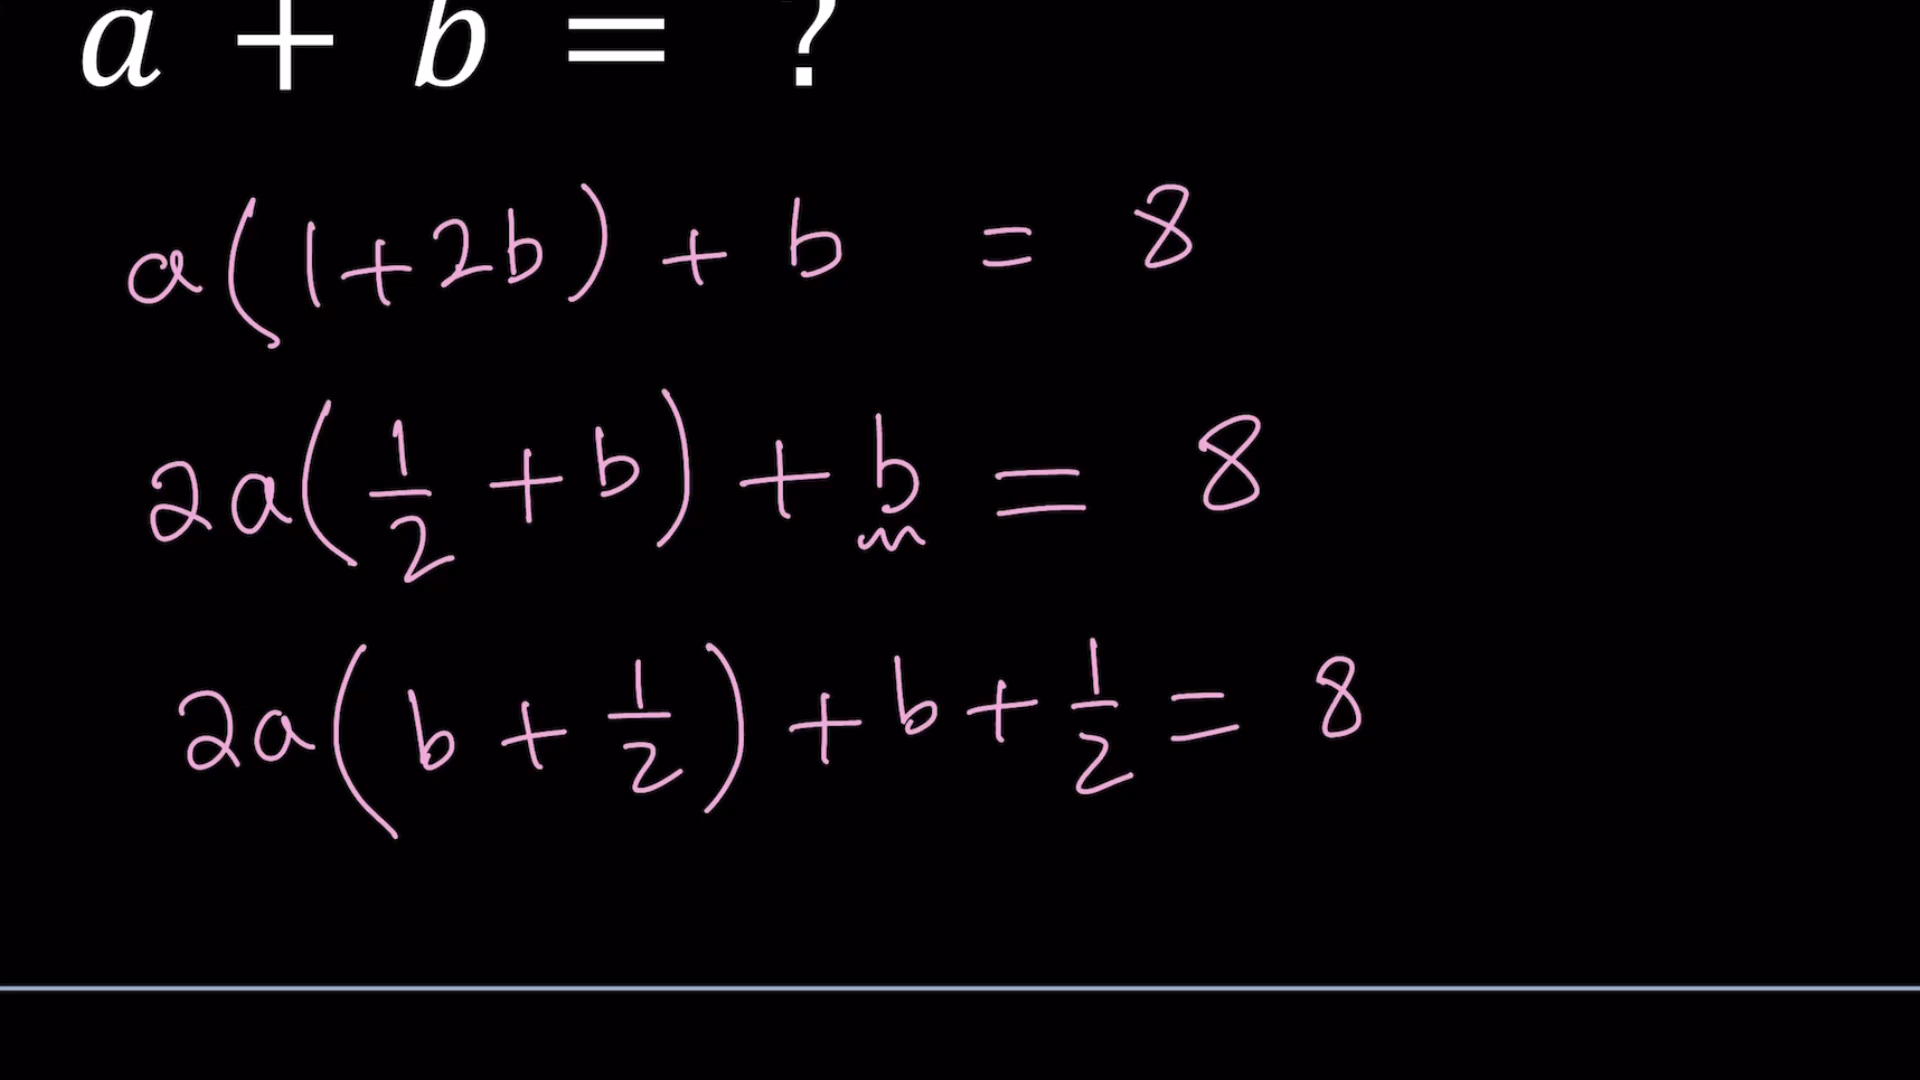 a + b = ?
a(1+2b) + b = 8
2a(1/2 + b) + b = 8
2a(b + 1/2) + b + 1/2 = 8